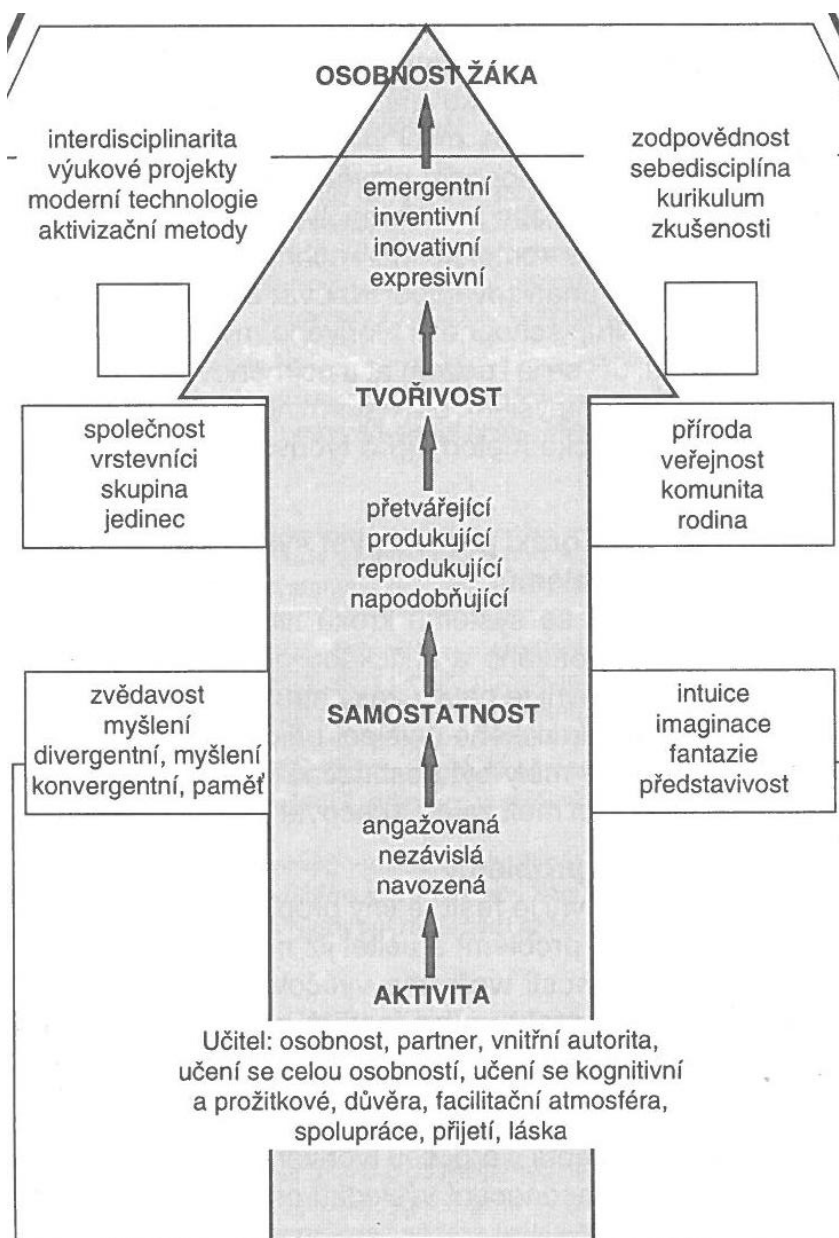 OSOBNOST ŽÁKA
interdisciplinarita
výukové projekty
moderní technologie
aktivizační metody
zodpovědnost
sebedisciplína
kurikulum
zkušenosti
emergentní
inventivní
inovativní
expresivní
TVOŘIVOST
společnost
vrstevníci
skupina
jedinec
příroda
veřejnost
komunita
rodina
přetvářející
produkující
reprodukující
napodobňující
zvědavost
myšlení
divergentní, myšlení
konvergentní, paměť
SAMOSTATNOST
intuice
imaginace
fantazie
představivost
angažovaná
nezávislá
navozená
AKTIVITA
Učitel: osobnost, partner, vnitřní autorita,
učení se celou osobností, učení se kognitivní
a prožitkové, důvěra, facilitační atmosféra,
spolupráce, přijetí, láska